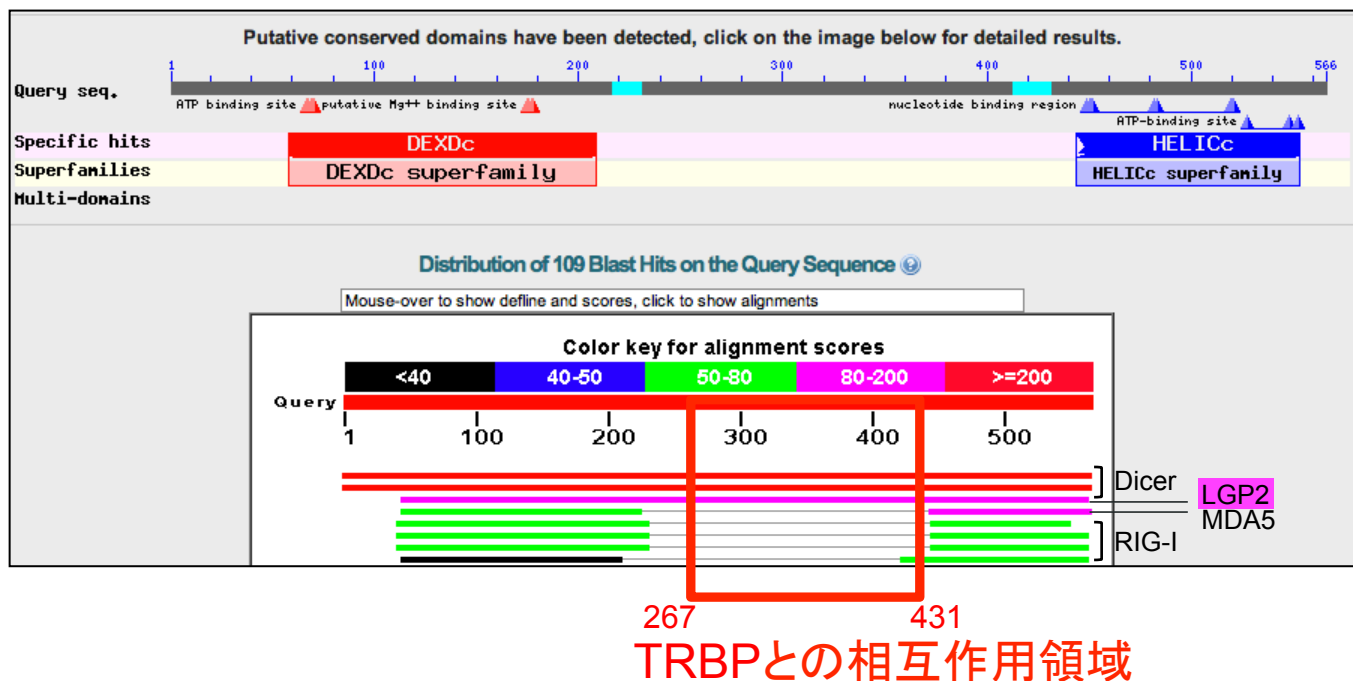 Putative conserved domains have been detected, click on the image below for detailed results.
1 100 200 300 400 500 566
Query seq.
ATP binding site putative Mg++ binding site nucleotide binding region
ATP-binding site
Specific hits DEXDc HELICc
Superfamilies DEXDc superfamily HELICc superfamily
Multi-domains
Distribution of 109 Blast Hits on the Query Sequence ?
Mouse-over to show defline and scores, click to show alignments
Color key for alignment scores
<40 40-50 50-80 80-200 >=200
Query
1 100 200 300 400 500
Dicer
LGP2
MDA5
RIG-I
267 431
TRBPとの相互作用領域